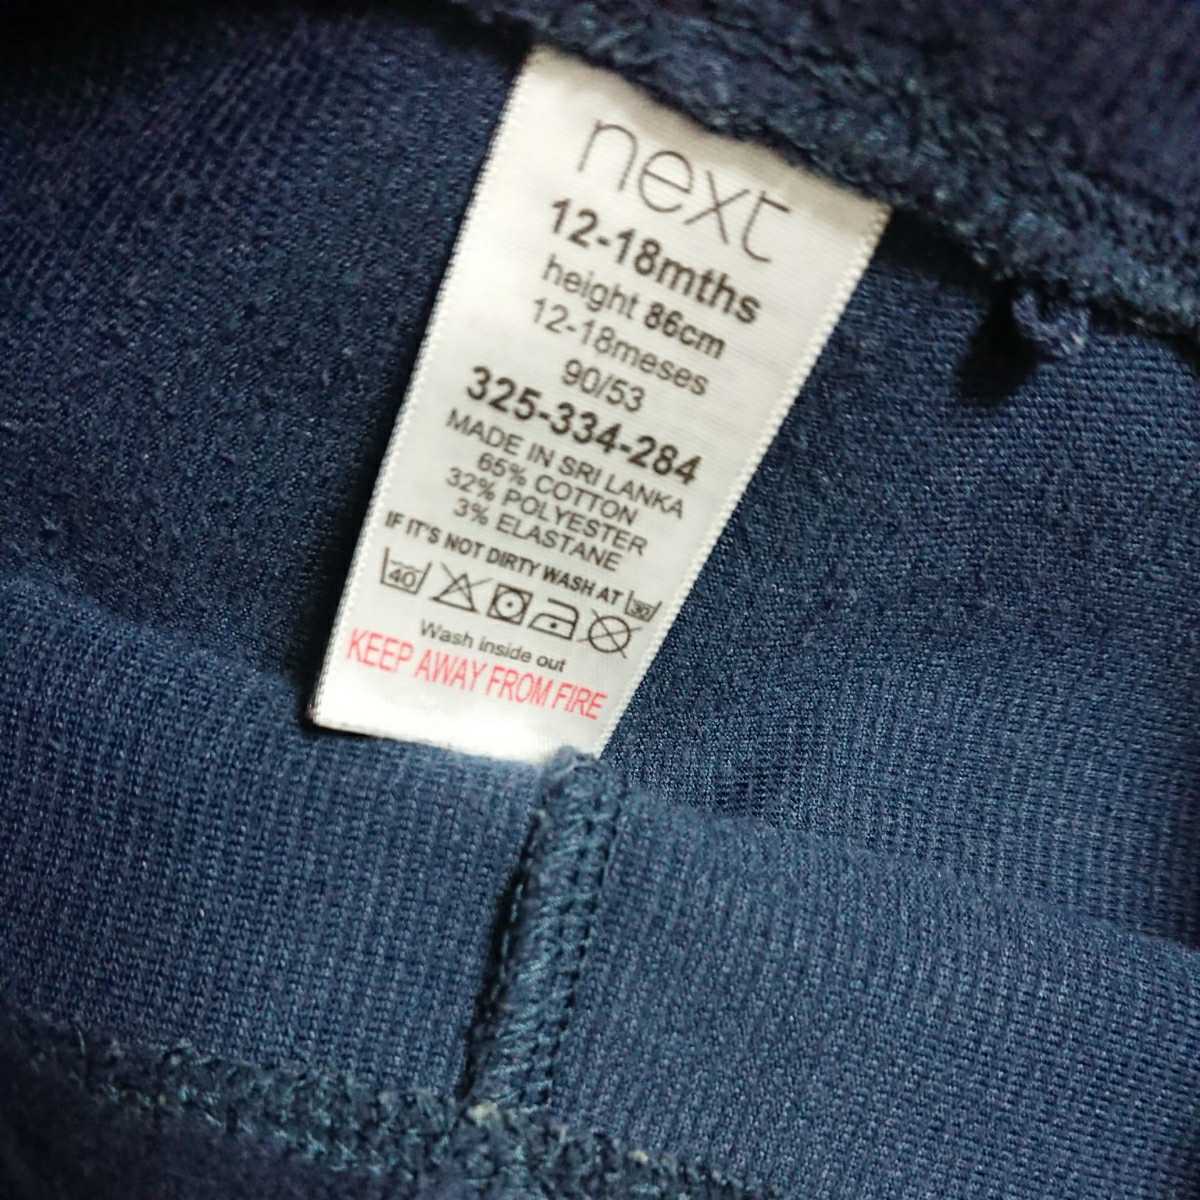 next
12-18mths
height 86cm
12-18meses
90/53
325-334-284
MADE IN SRI LANKA
65% COTTON
32% POLYESTER
3% ELASTANE
IF IT'S NOT DIRTY WASH AT 30
40
Wash inside out
KEEP AWAY FROM FIRE